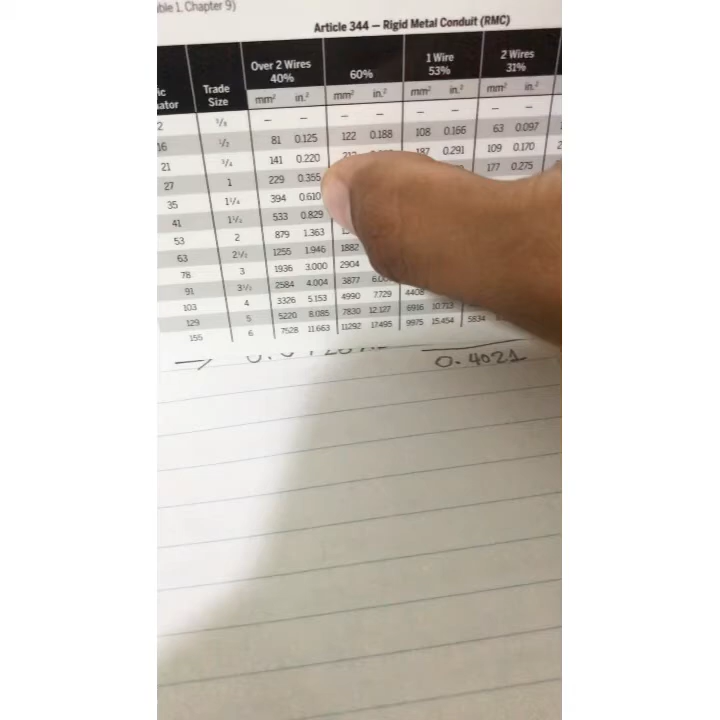 ble 1, Chapter 9)
Article 344 — Rigid Metal Conduit (RMC)
ic
ator Trade
Size Over 2 Wires
40% 60% 1 Wire
53% 2 Wires
31%
mm² in.² mm² in.² mm² in.² mm² in.²
2 3/8 – – – – – – – –
16 1/2 81 0.125 122 0.188 108 0.166 63 0.097
21 3/4 141 0.220 187 0.291 109 0.170 2
27 1 229 0.355 177 0.275
35 1 1/4 394 0.610
41 1 1/2 533 0.829
53 2 879 1.363
63 2 1/2 1255 1.946 1882
78 3 1936 3.000 2904
91 3 1/2 2584 4.004 3877
103 4 3326 5.153 4990 7.729 4408
129 5 5220 8.085 7830 12.127 6916 10.713
155 6 7528 11.663 11292 17.495 9975 15.454 5834
0.4021